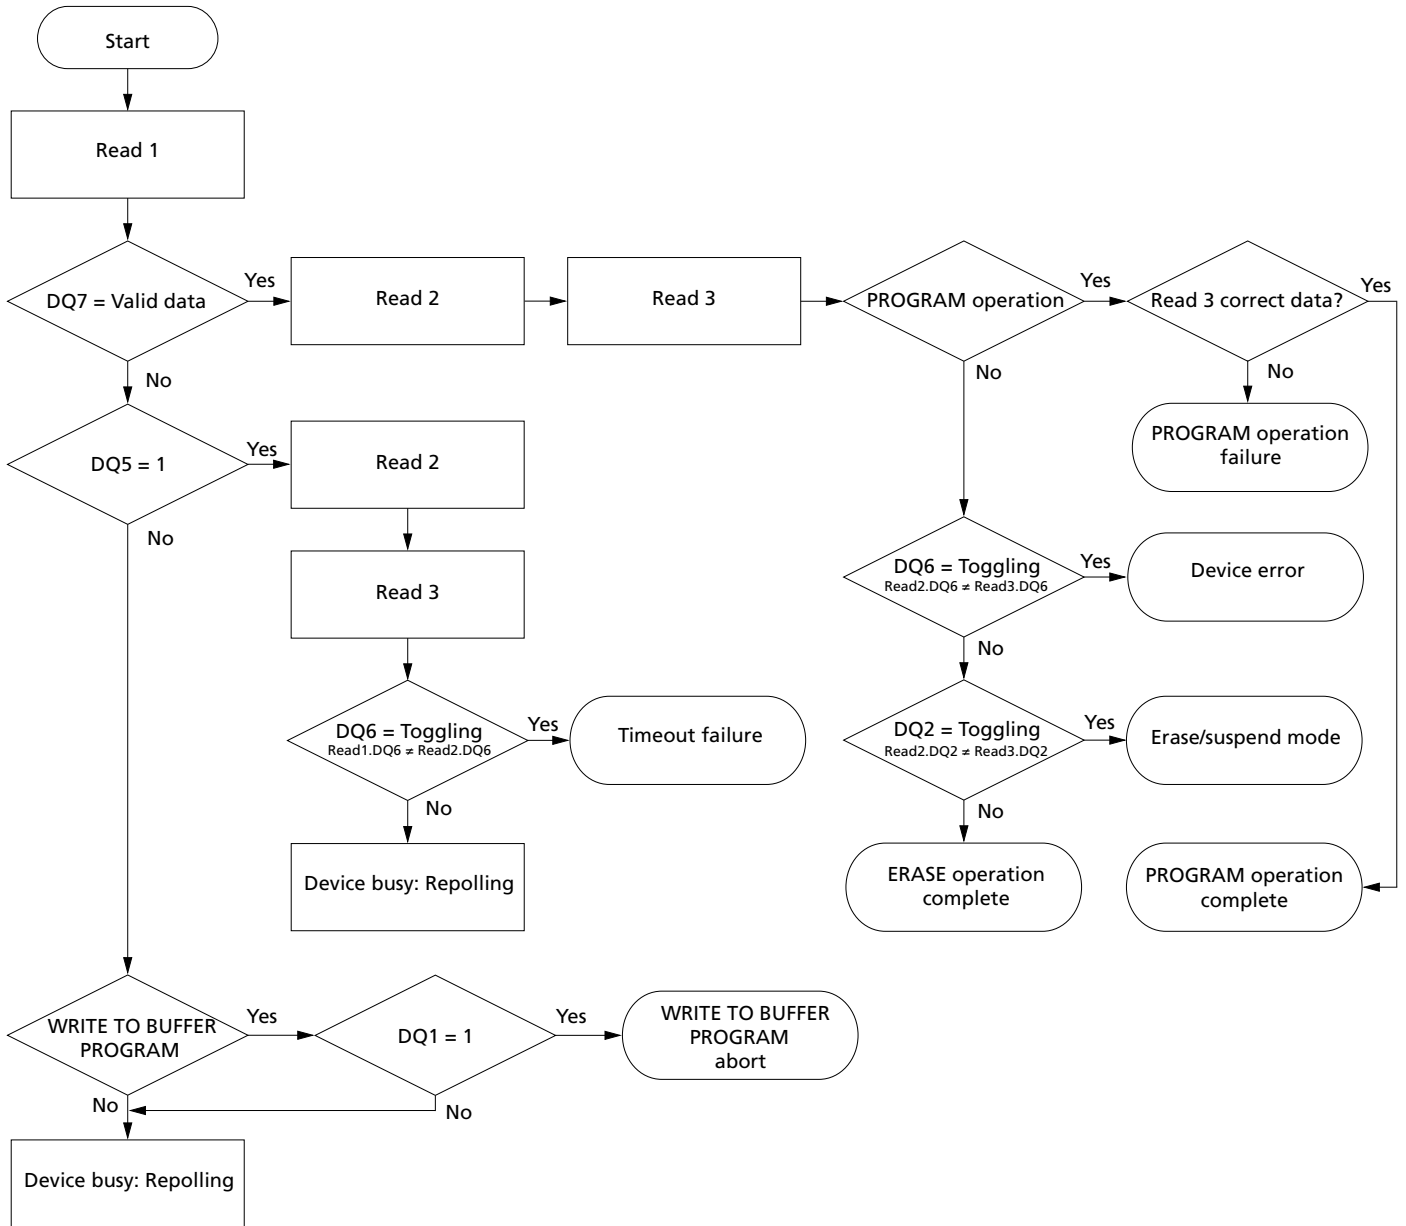 Start
Read 1
DQ7 = Valid data
Yes
No
Read 2
Read 3
PROGRAM operation
Yes
No
Read 3 correct data?
Yes
No
PROGRAM operation
failure
DQ5 = 1
Yes
No
Read 2
Read 3
DQ6 = Toggling
Read1.DQ6 ≠ Read2.DQ6
Yes
No
Timeout failure
Device busy: Repolling
DQ6 = Toggling
Read2.DQ6 ≠ Read3.DQ6
Yes
No
Device error
DQ2 = Toggling
Read2.DQ2 ≠ Read3.DQ2
Yes
No
Erase/suspend mode
ERASE operation
complete
PROGRAM operation
complete
WRITE TO BUFFER
PROGRAM
Yes
No
DQ1 = 1
Yes
No
WRITE TO BUFFER
PROGRAM
abort
Device busy: Repolling